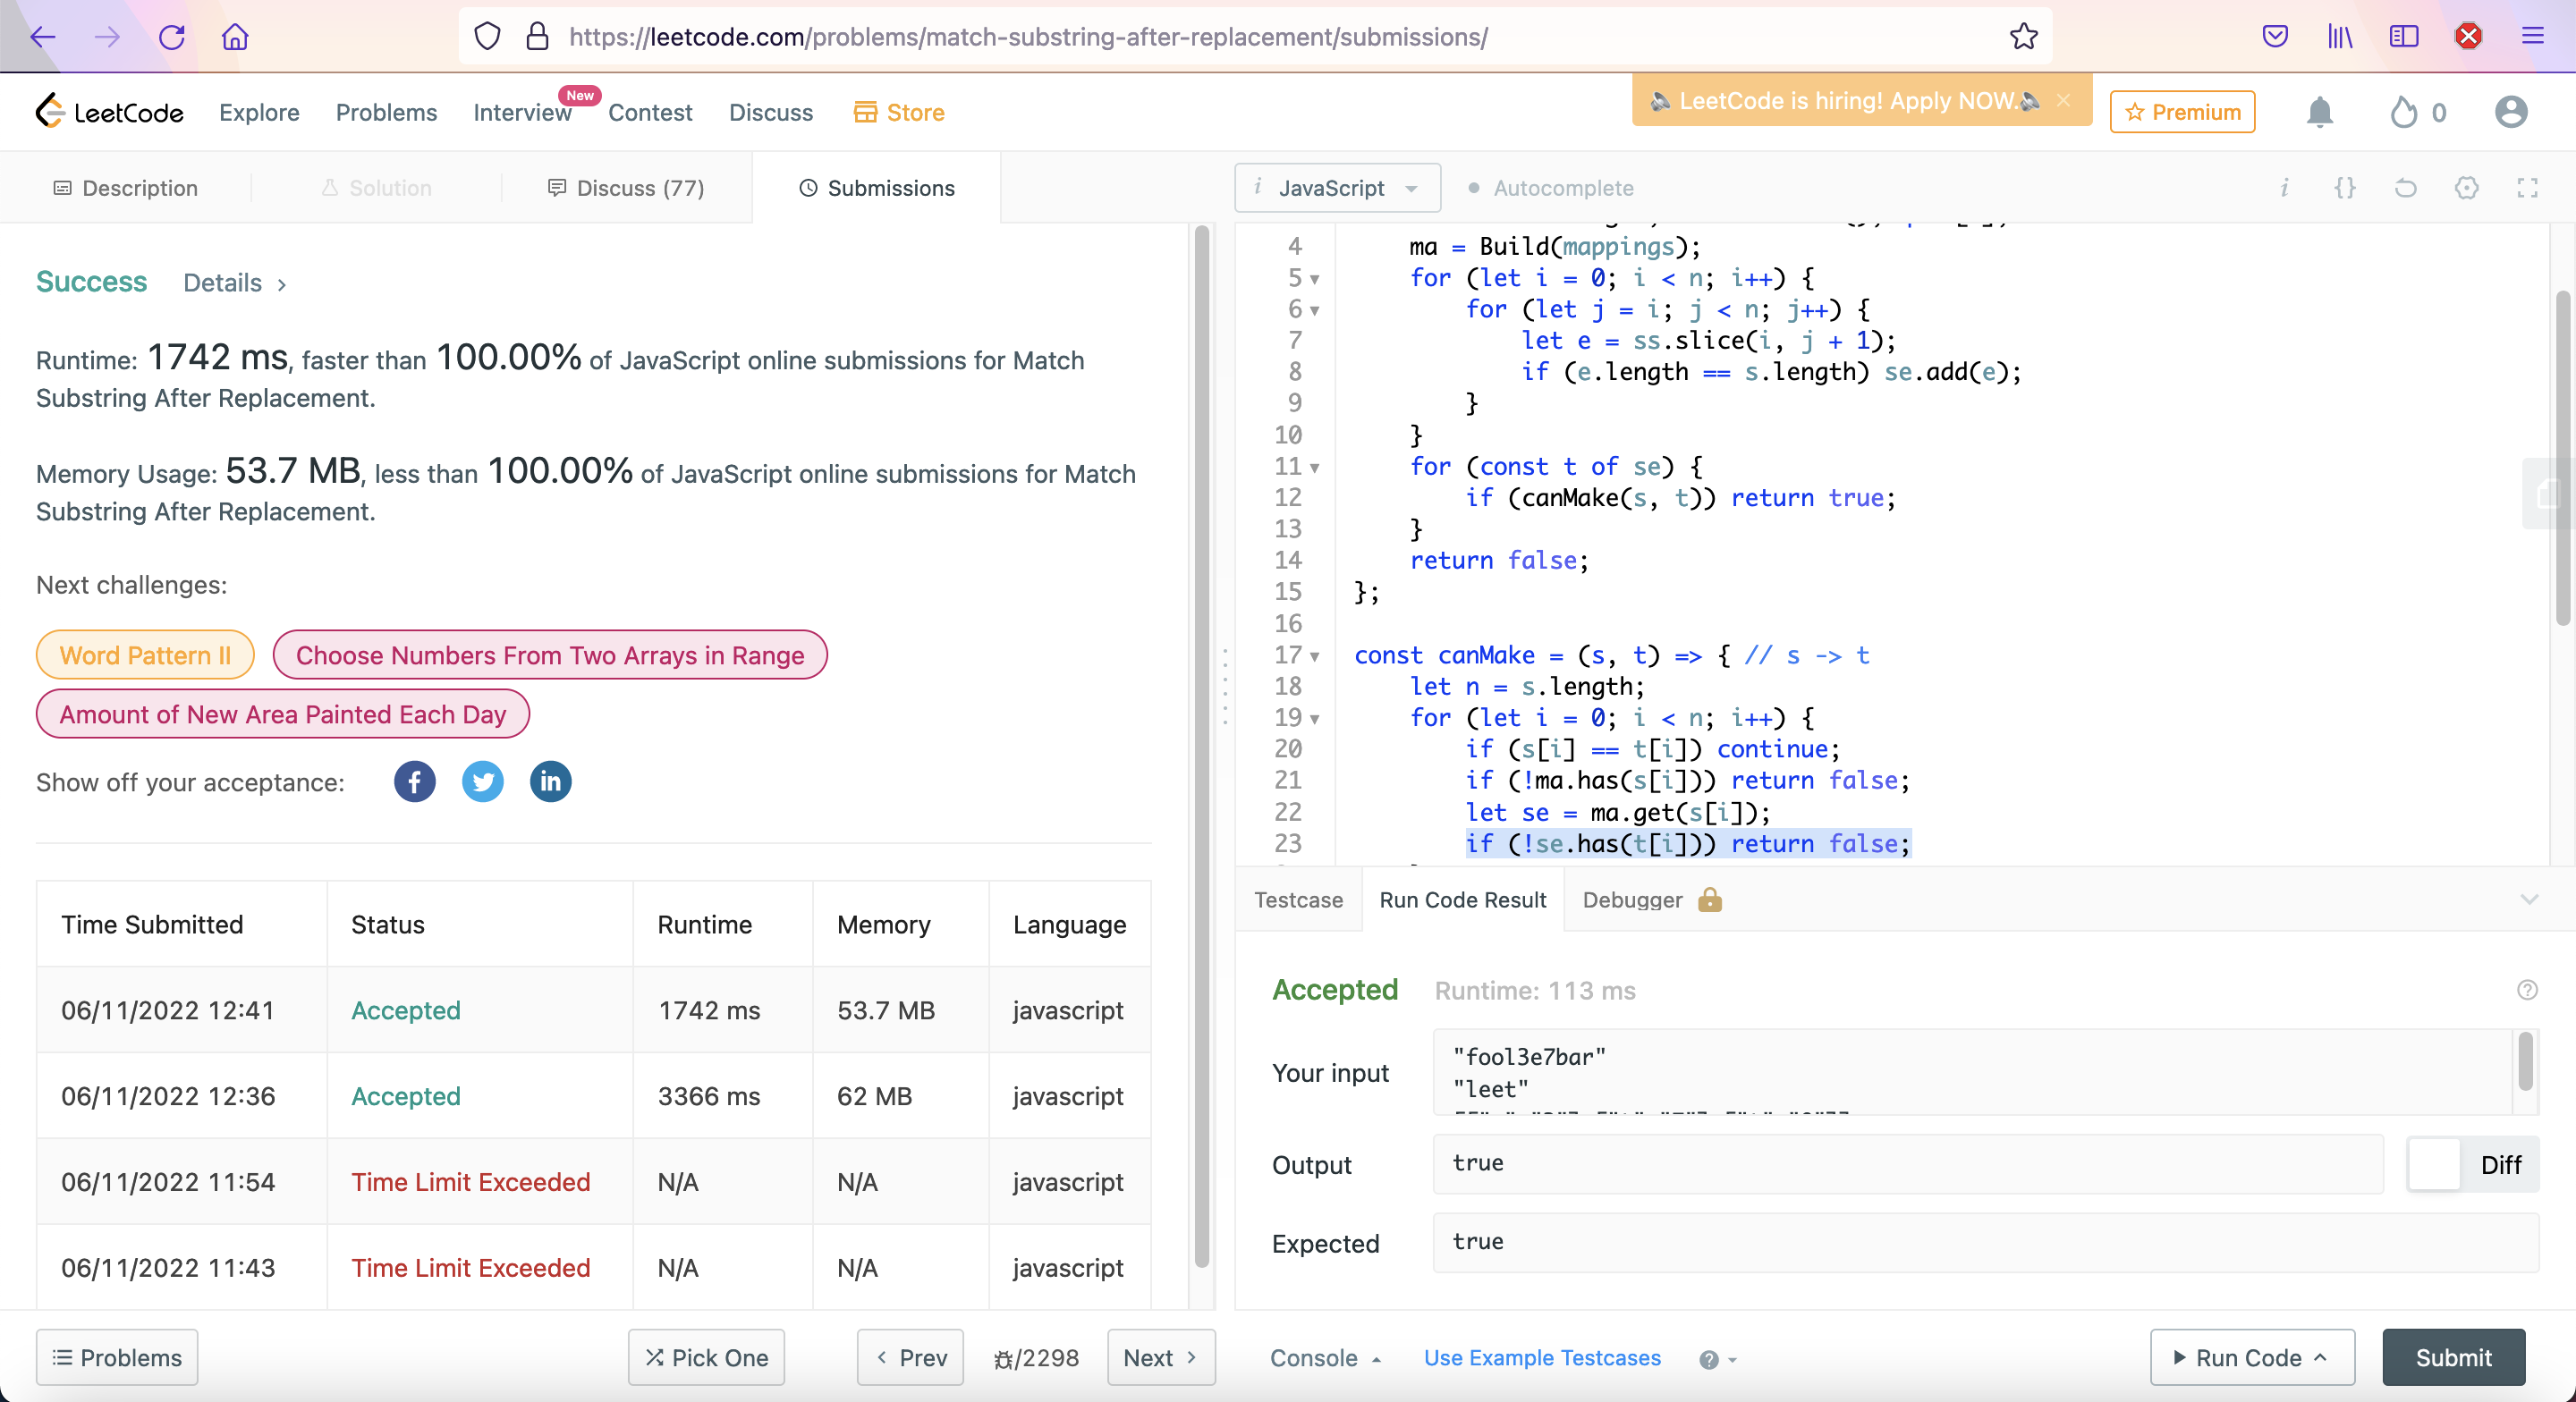 https://leetcode.com/problems/match-substring-after-replacement/submissions/
LeetCode Explore Problems Interview New Contest Discuss Store
LeetCode is hiring! Apply NOW. Premium 0
Description Solution Discuss (77) Submissions
i JavaScript Autocomplete
Success Details
Runtime: 1742 ms, faster than 100.00% of JavaScript online submissions for Match
Substring After Replacement.
Memory Usage: 53.7 MB, less than 100.00% of JavaScript online submissions for Match
Substring After Replacement.
Next challenges:
Word Pattern II Choose Numbers From Two Arrays in Range
Amount of New Area Painted Each Day
Show off your acceptance:
Time Submitted Status Runtime Memory Language
06/11/2022 12:41 Accepted 1742 ms 53.7 MB javascript
06/11/2022 12:36 Accepted 3366 ms 62 MB javascript
06/11/2022 11:54 Time Limit Exceeded N/A N/A javascript
06/11/2022 11:43 Time Limit Exceeded N/A N/A javascript
Problems Pick One Prev /2298 Next
4 ma = Build(mappings);
5 for (let i = 0; i < n; i++) {
6 for (let j = i; j < n; j++) {
7 let e = ss.slice(i, j + 1);
8 if (e.length == s.length) se.add(e);
9 }
10 }
11 for (const t of se) {
12 if (canMake(s, t)) return true;
13 }
14 return false;
15 };
16
17 const canMake = (s, t) => { // s -> t
18 let n = s.length;
19 for (let i = 0; i < n; i++) {
20 if (s[i] == t[i]) continue;
21 if (!ma.has(s[i])) return false;
22 let se = ma.get(s[i]);
23 if (!se.has(t[i])) return false;
Testcase Run Code Result Debugger
Accepted Runtime: 113 ms
Your input
"fool3e7bar"
"leet"
Output true Diff
Expected true
Console Use Example Testcases Run Code Submit